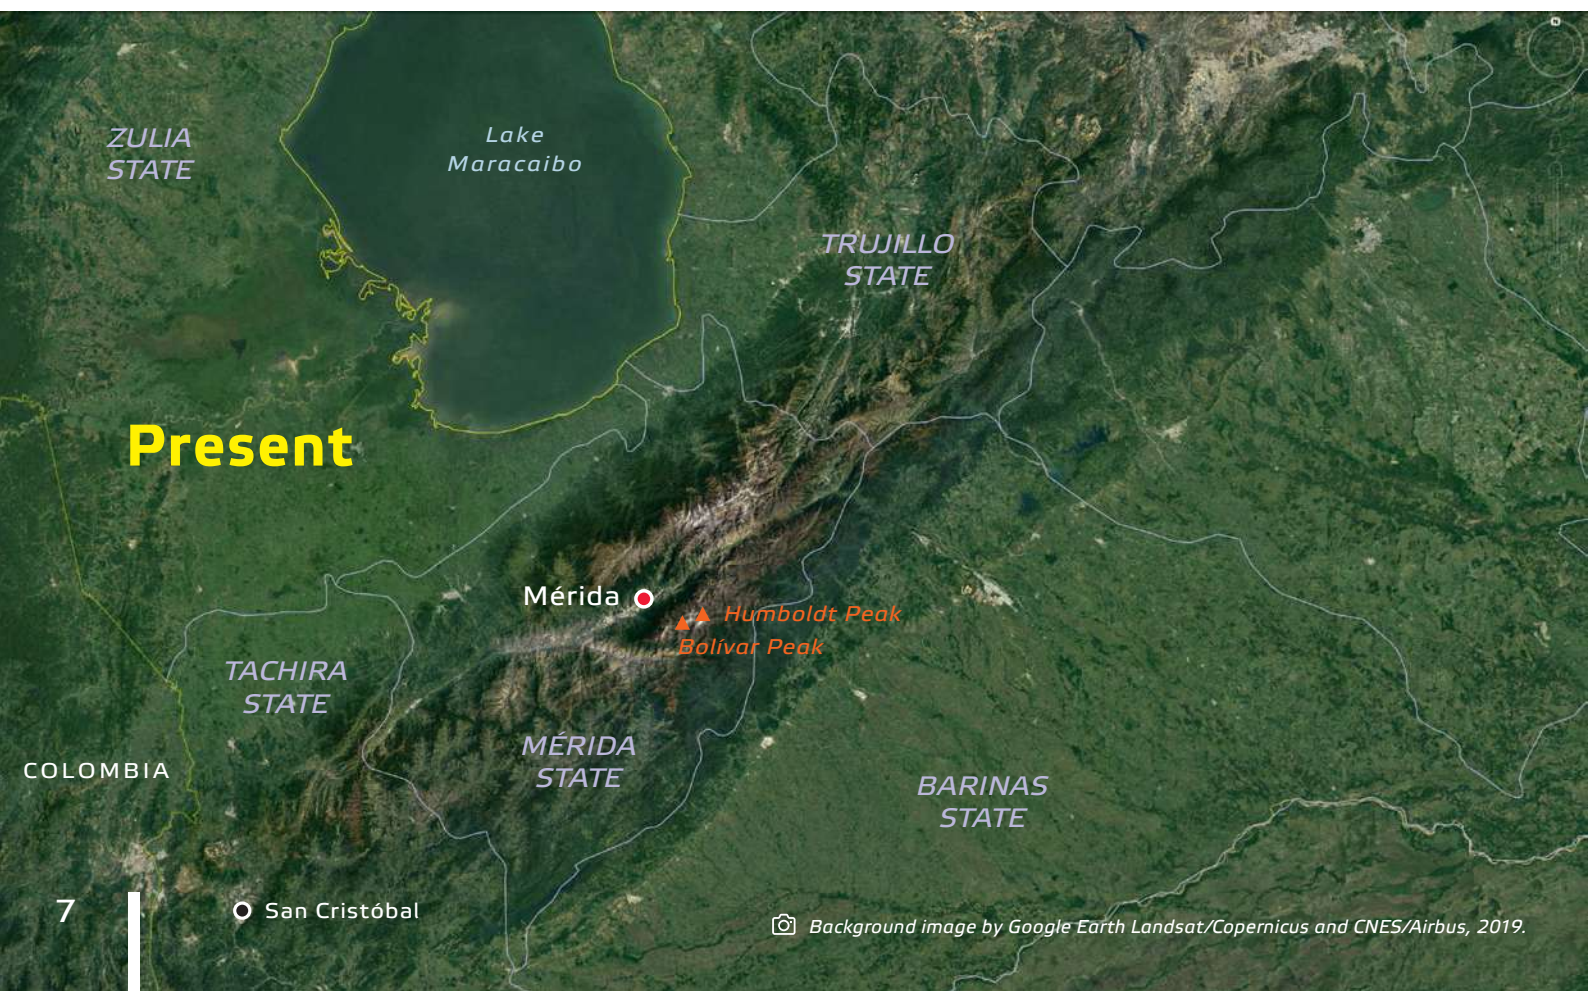 ZULIA
STATE
Lake
Maracaibo
TRUJILLO
STATE
Present
Mérida
Humboldt Peak
Bolívar Peak
TACHIRA
STATE
MÉRIDA
STATE
COLOMBIA
BARINAS
STATE
7
San Cristóbal
Background image by Google Earth Landsat/Copernicus and CNES/Airbus, 2019.